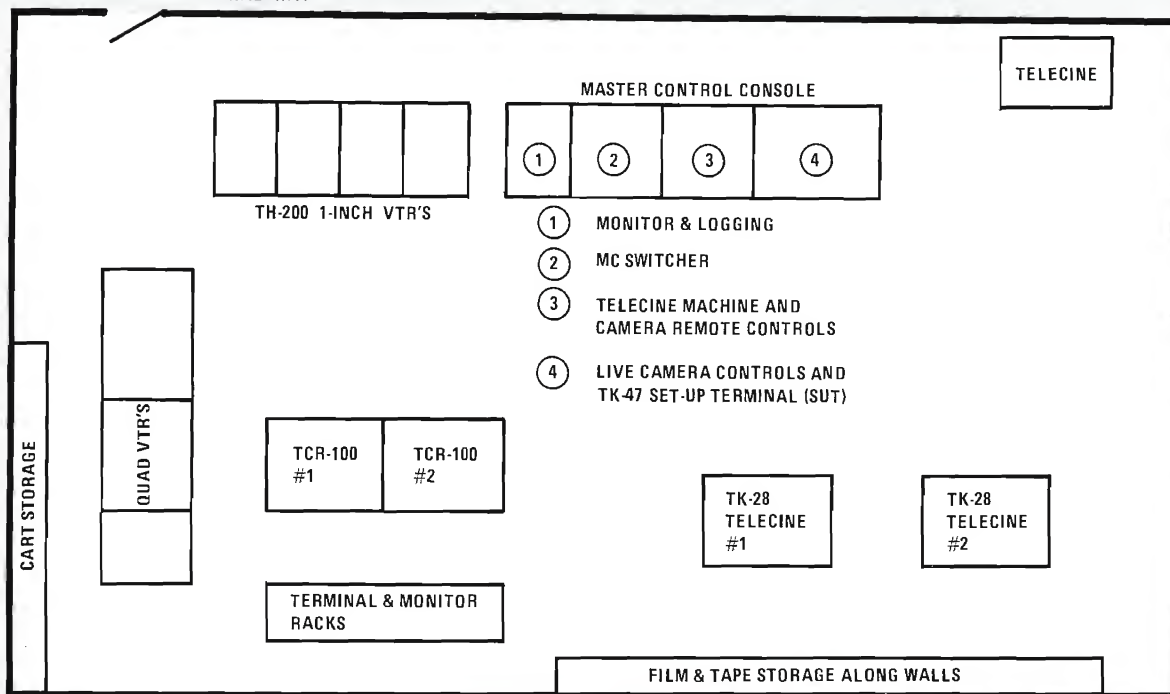 TELECINE
MASTER CONTROL CONSOLE
1 2 3 4
TH-200 1-INCH VTR'S
1 MONITOR & LOGGING
2 MC SWITCHER
3 TELECINE MACHINE AND
CAMERA REMOTE CONTROLS
4 LIVE CAMERA CONTROLS AND
TK-47 SET-UP TERMINAL (SUT)
CART STORAGE
QUAD VTR'S
TCR-100
#1
TCR-100
#2
TK-28
TELECINE
#1
TK-28
TELECINE
#2
TERMINAL & MONITOR
RACKS
FILM & TAPE STORAGE ALONG WALLS